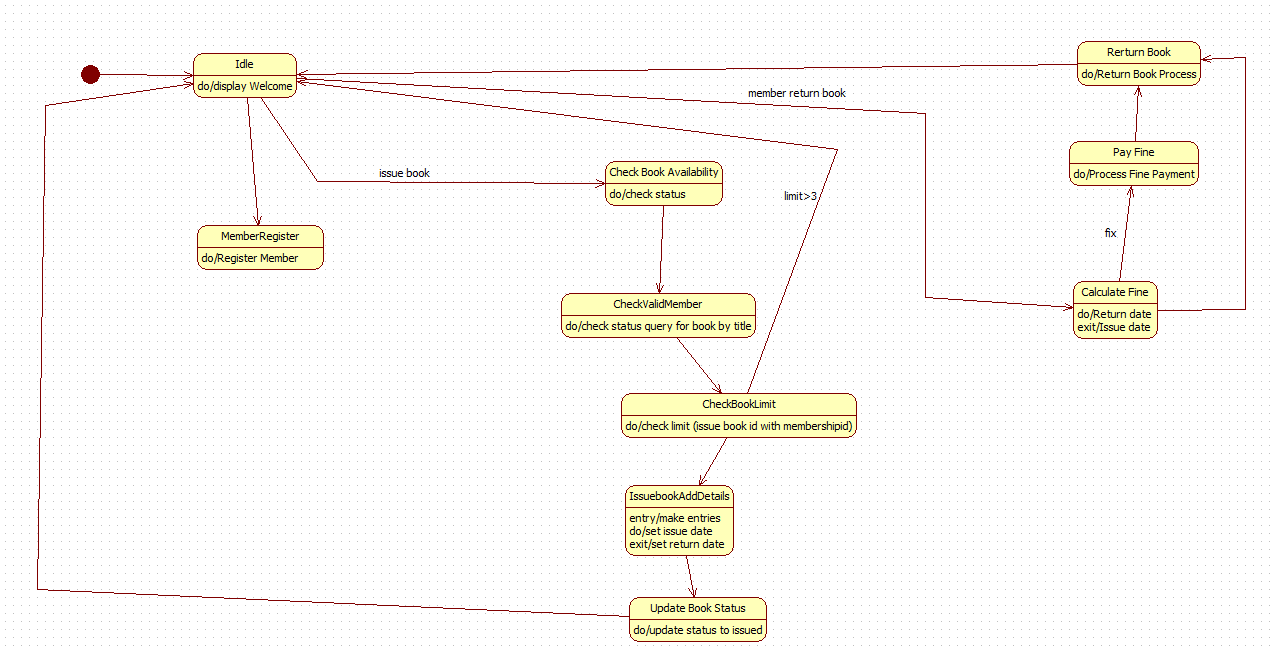 Idle
do/display Welcome
Rerturn Book
do/Return Book Process
member return book
Pay Fine
do/Process Fine Payment
issue book
Check Book Availability
do/check status
limit>3
MemberRegister
do/Register Member
fix
Calculate Fine
do/Return date
exit/Issue date
CheckValidMember
do/check status query for book by title
CheckBookLimit
do/check limit (issue book id with membershipid)
IssuebookAddDetails
entry/make entries
do/set issue date
exit/set return date
Update Book Status
do/update status to issued